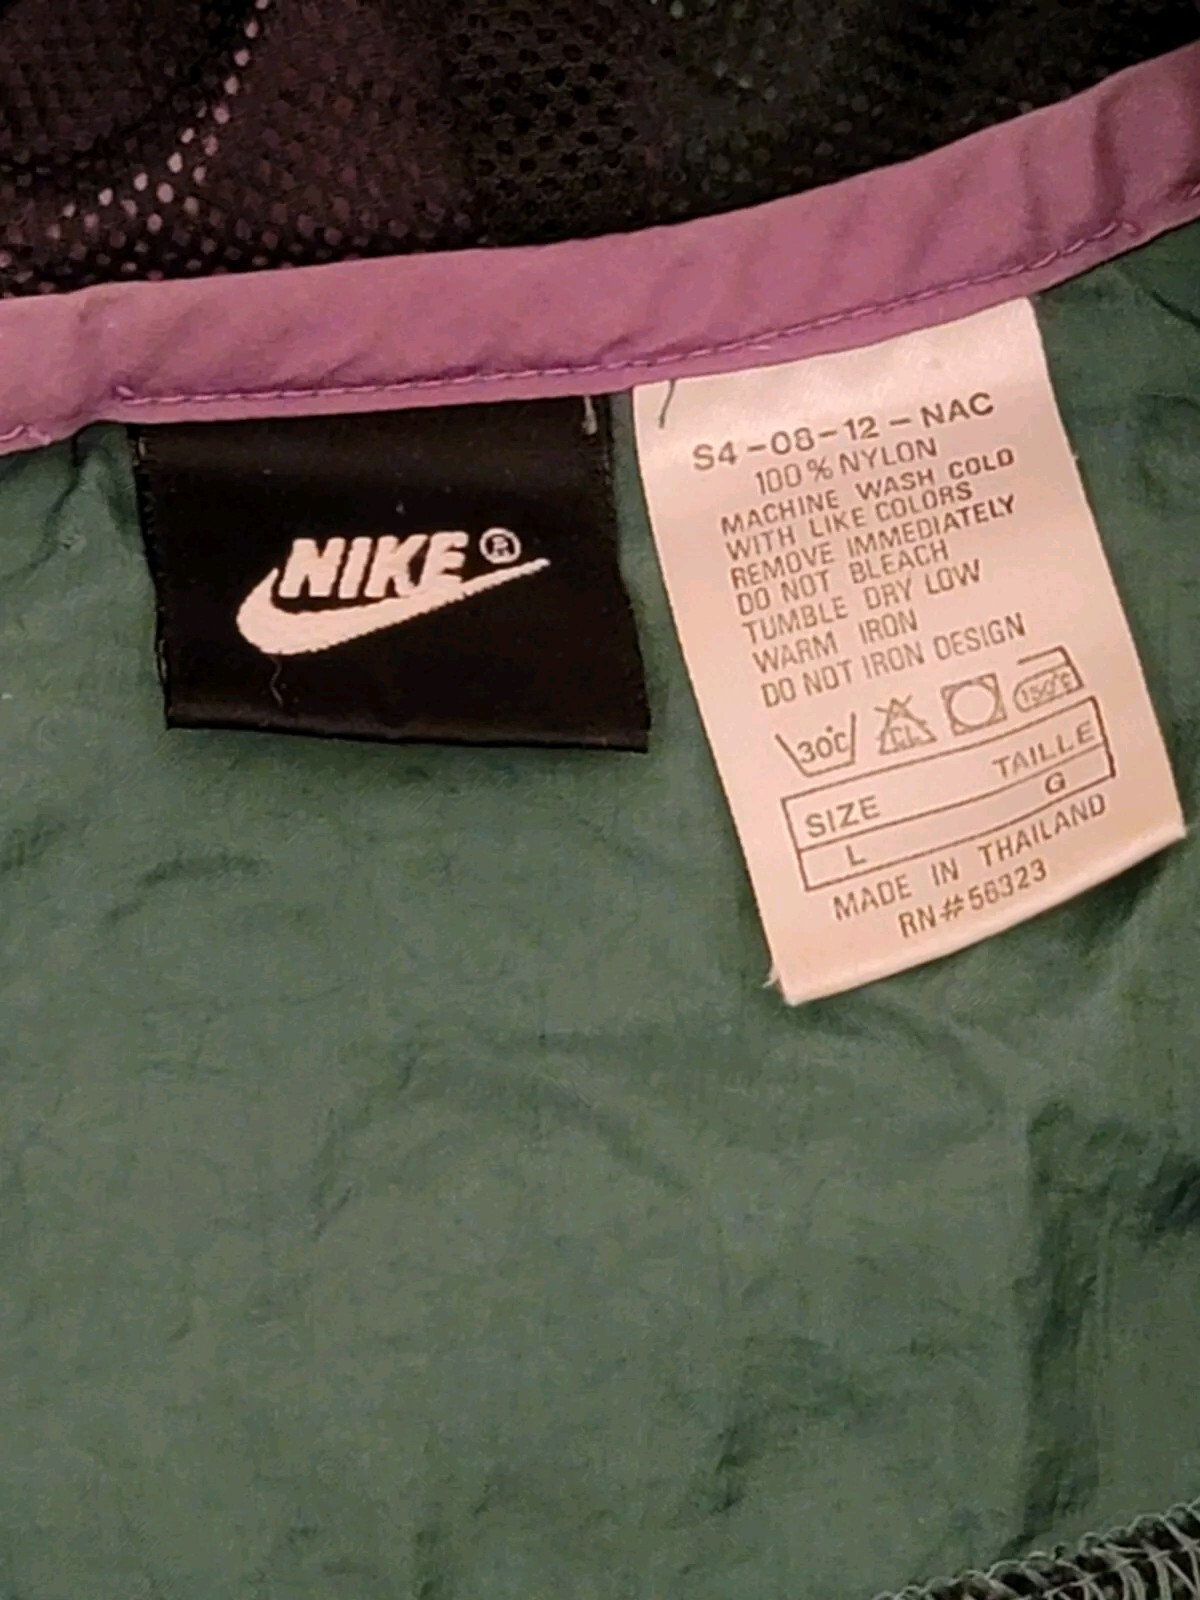 NIKE®
S4-08-12-NAC
100% NYLON
MACHINE WASH COLD
WITH LIKE COLORS
REMOVE IMMEDIATELY
DO NOT BLEACH
TUMBLE DRY LOW
WARM IRON
DO NOT IRON DESIGN
30°C CL 150°C
SIZE TAILLE
L G
MADE IN THAILAND
RN#56323